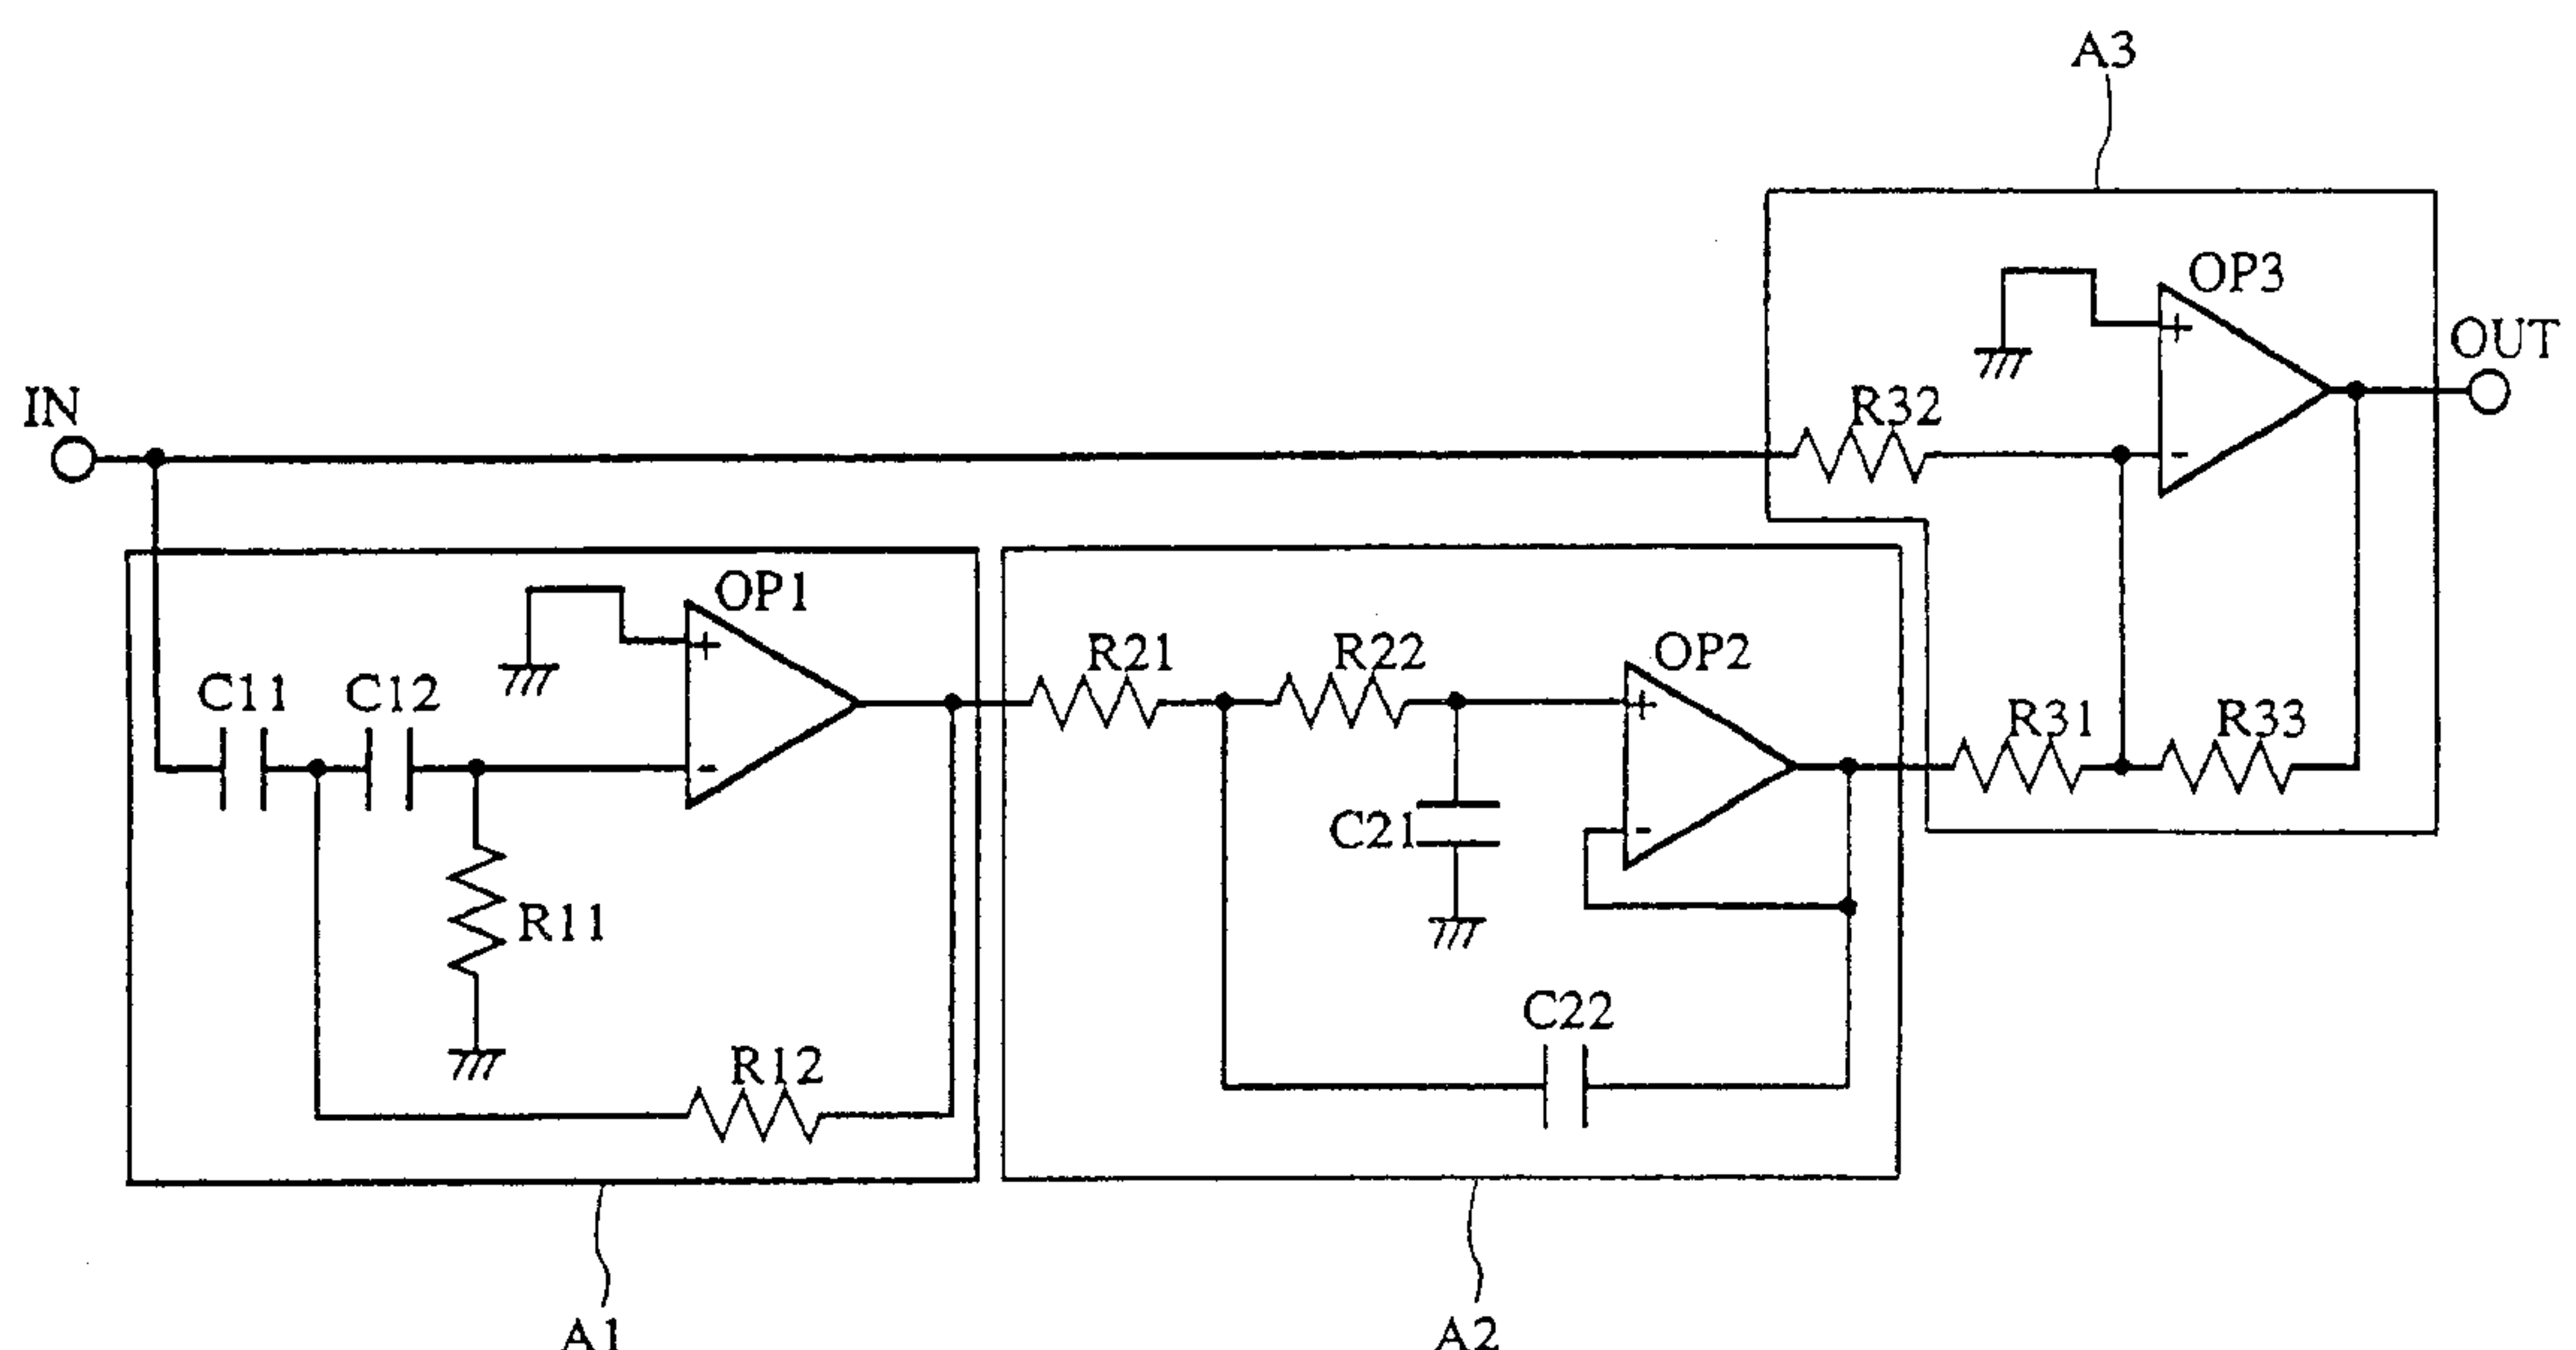 A3
OP3
OUT
IN
R32
OP1
C11 C12
R11
R12
R21 R22
OP2
C21
C22
R31 R33
A1
A2
+
-
+
-
+
-